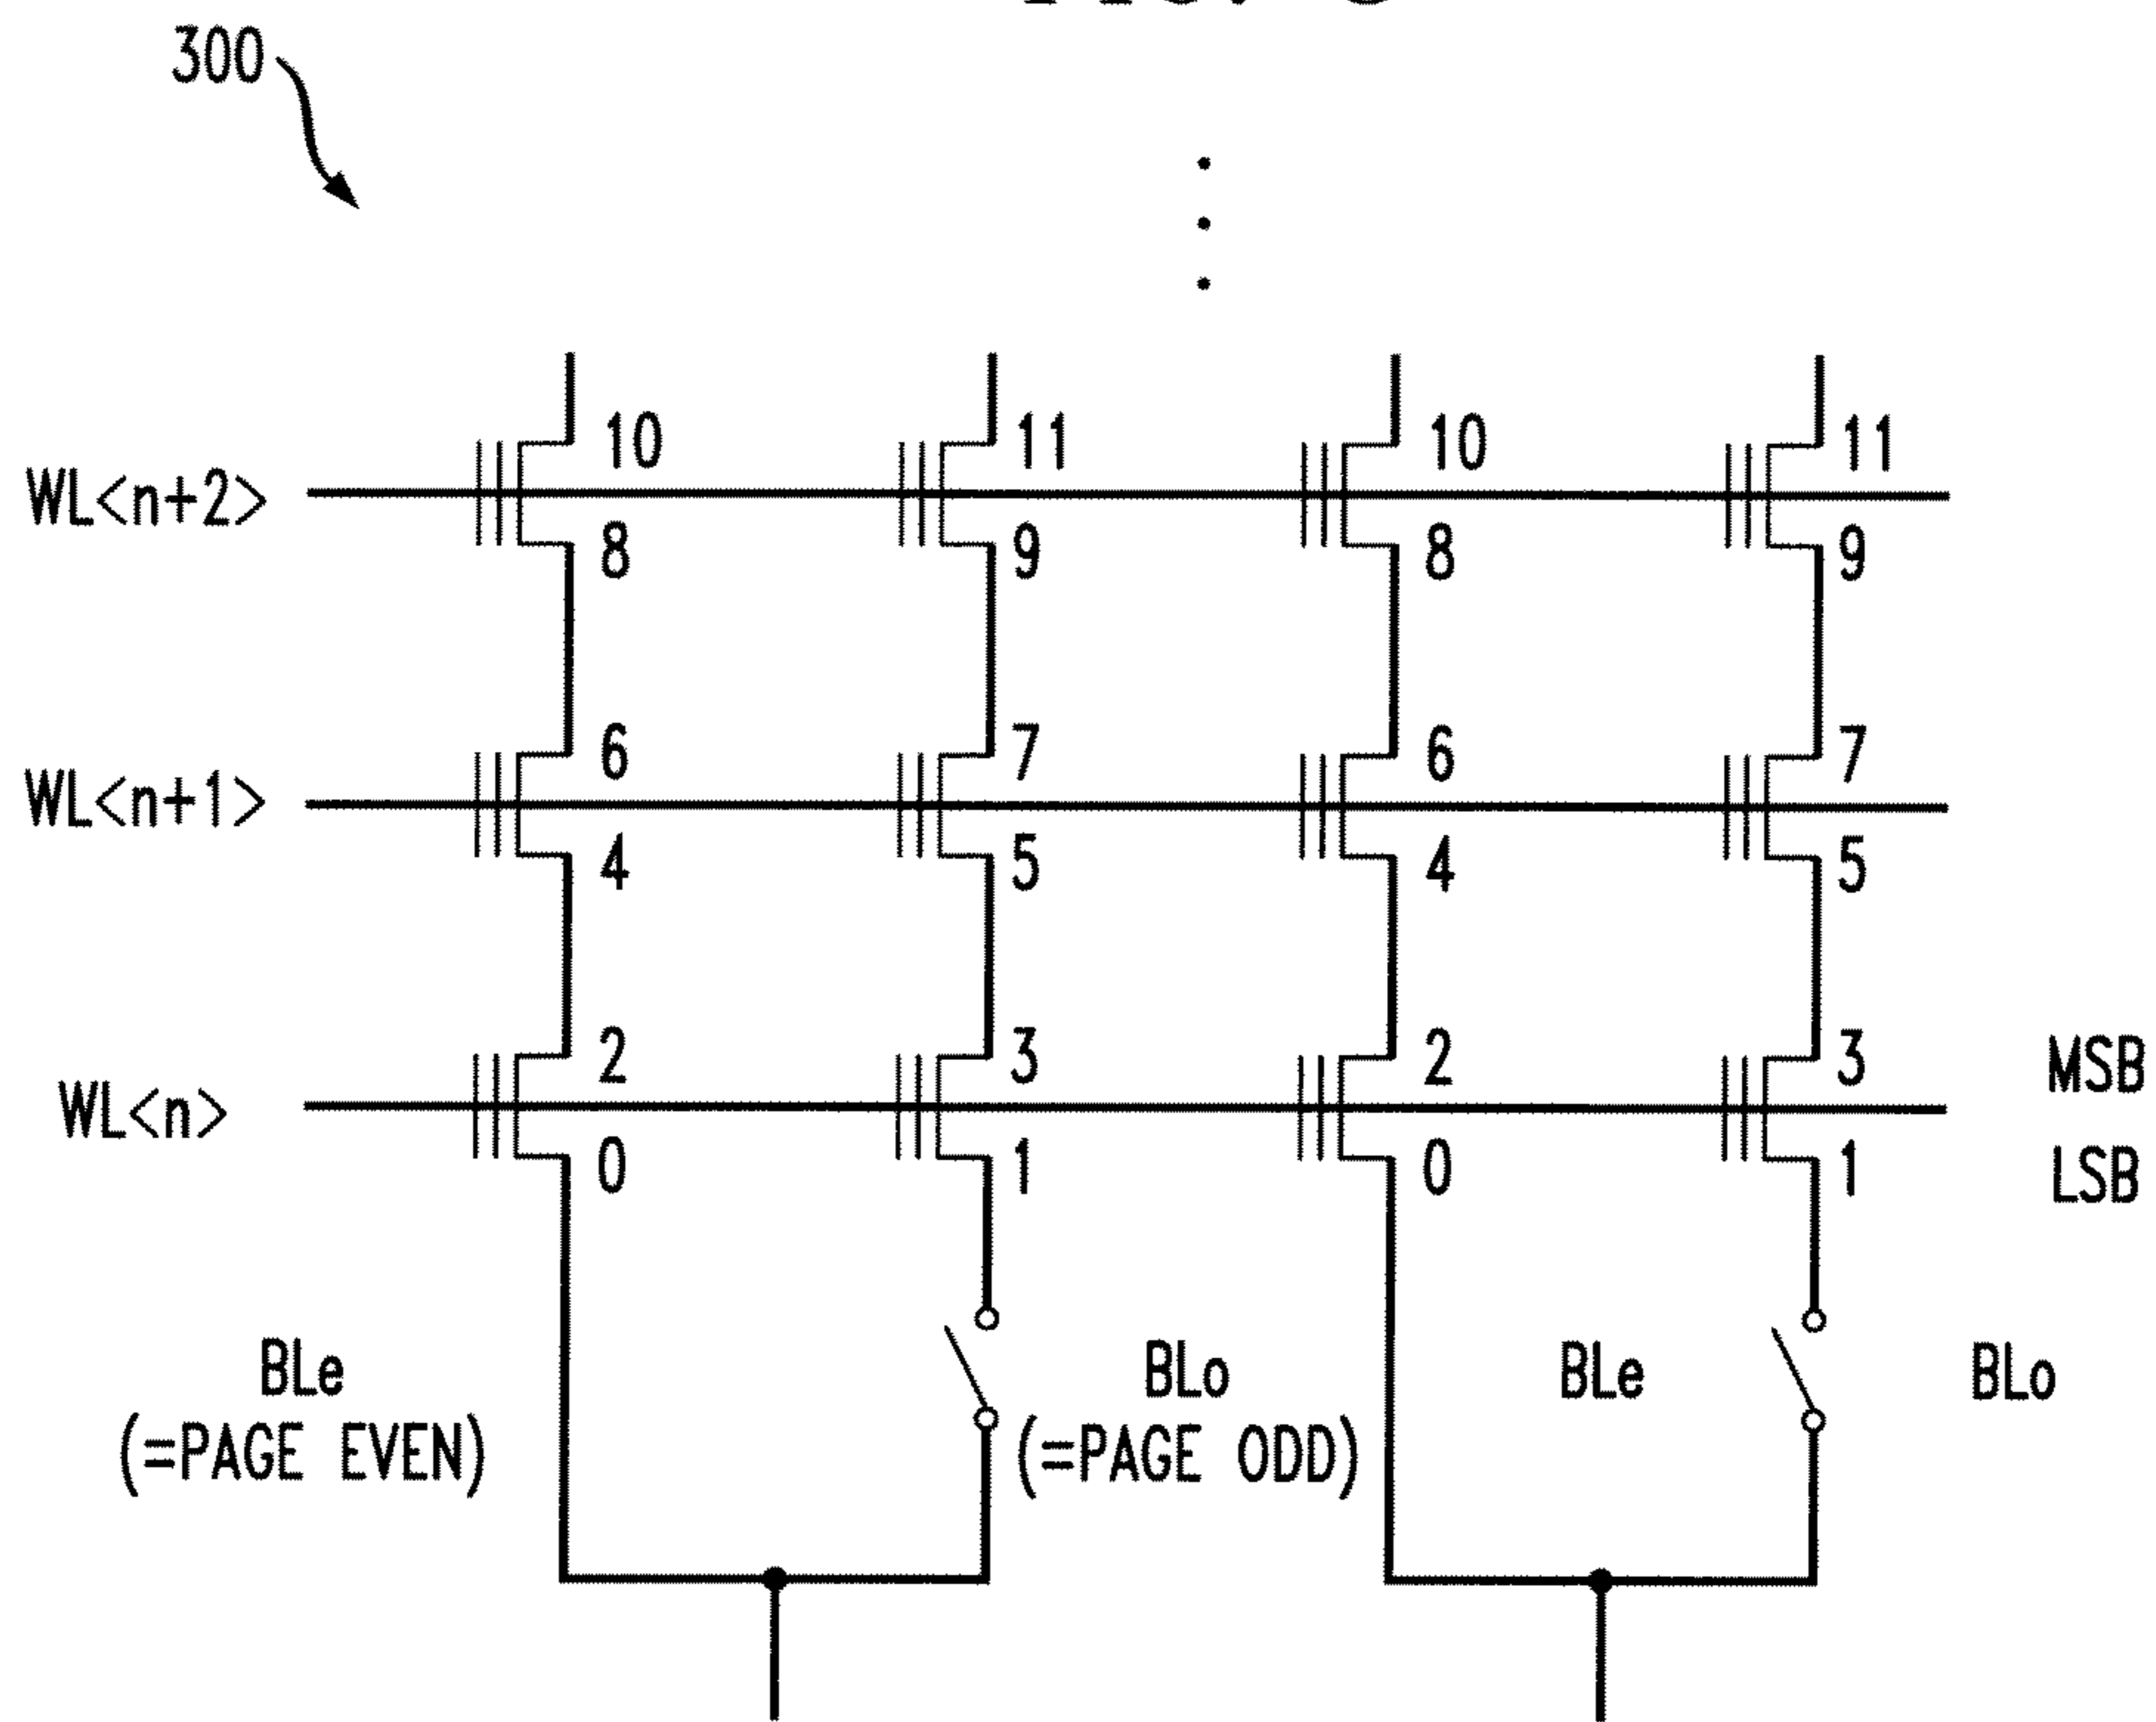 300
10 11 10 11
WL<n+2>
8 9 8 9
6 7 6 7
WL<n+1>
4 5 4 5
2 3 2 3 MSB
WL<n>
0 1 0 1 LSB
BLe BLo BLe BLo
(=PAGE EVEN) (=PAGE ODD)